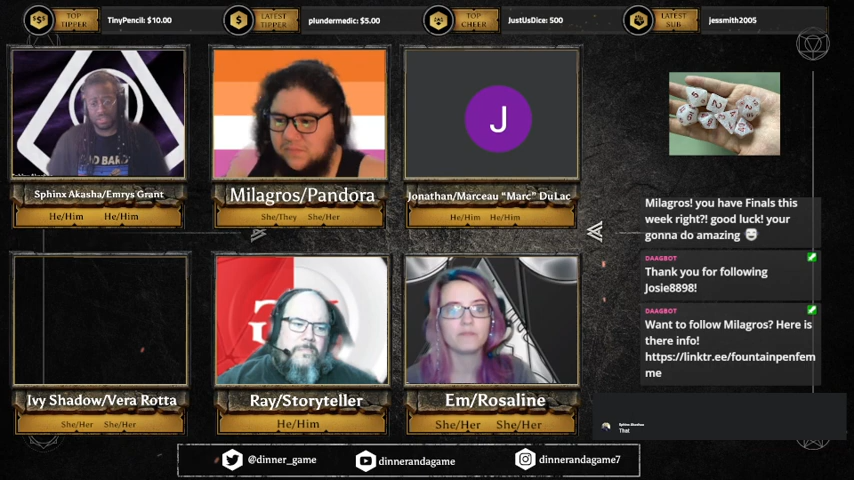 TOP
TIPPER
TinyPencil: $10.00
LATEST
TIPPER
plundermedic: $5.00
TOP
CHEER
JustUsDice: 500
LATEST
SUB
jessmith2005
J
Sphinx Akasha/Emrys Grant
He/Him He/Him
Milagros/Pandora
She/They She/Her
Jonathan/Marceau "Marc" DuLac
He/Him He/Him
Milagros! you have Finals this
week right?! good luck! your
gonna do amazing
DAAGBOT
Thank you for following
Josie8898!
DAAGBOT
Want to follow Milagros? Here is
there info!
https://linktr.ee/fountainpenfem
me
Ivy Shadow/Vera Rotta
She/Her She/Her
Ray/Storyteller
He/Him
Em/Rosaline
She/Her She/Her
That
@dinner_game
dinnerandagame
dinnerandagame7